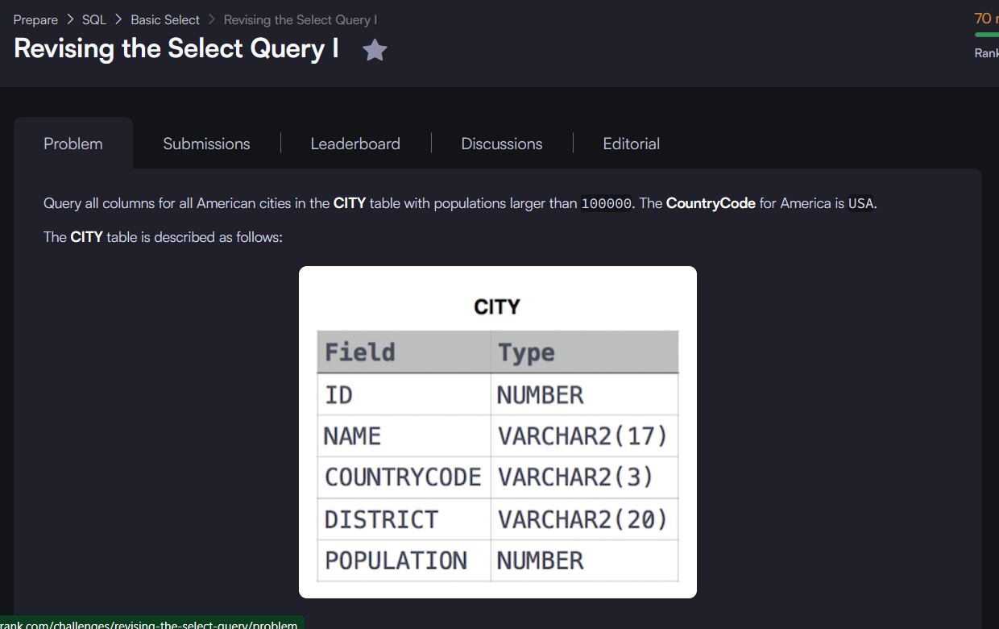 Prepare > SQL > Basic Select > Revising the Select Query I
70
Rank
Revising the Select Query I
Problem
Submissions
Leaderboard
Discussions
Editorial
Query all columns for all American cities in the CITY table with populations larger than 100000. The CountryCode for America is USA.
The CITY table is described as follows:
CITY
Field Type
ID NUMBER
NAME VARCHAR2(17)
COUNTRYCODE VARCHAR2(3)
DISTRICT VARCHAR2(20)
POPULATION NUMBER
rank.com/challenges/revising-the-select-query/problem